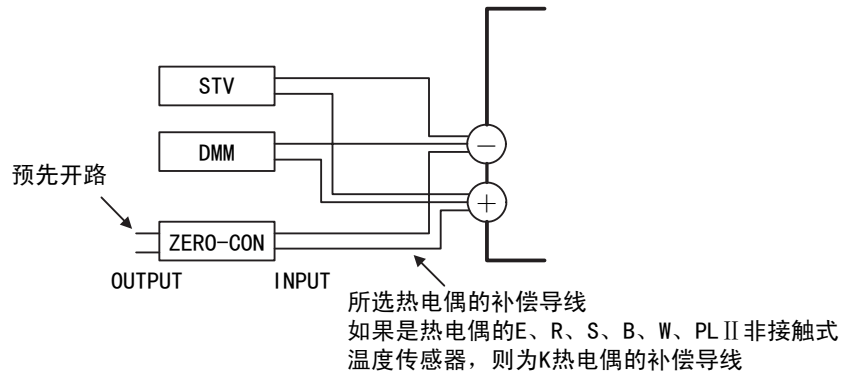 STV
DMM
预先开路
ZERO-CON
OUTPUT
INPUT
所选热电偶的补偿导线
如果是热电偶的E、R、S、B、W、PLⅡ非接触式
温度传感器，则为K热电偶的补偿导线
−
+